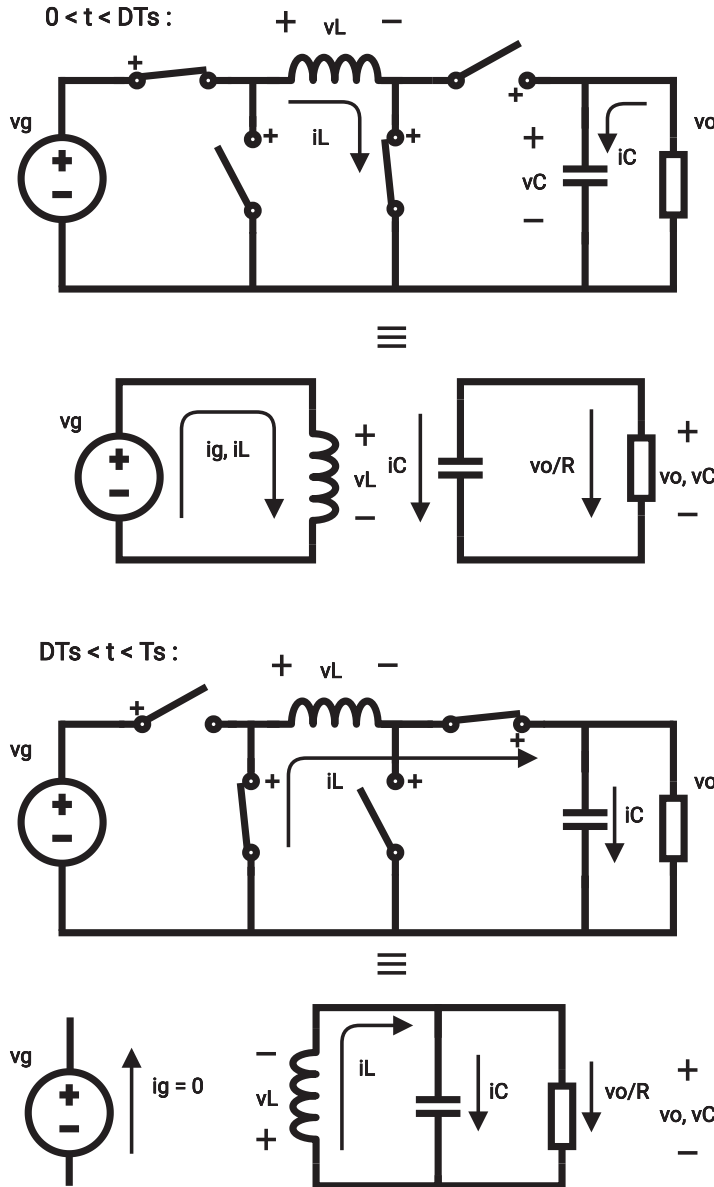 0 < t < DTs :
+ vL −
+
vg
+
iL
+
+
+
vC
−
iC
vo
≡
vg
ig, iL
+
vL
−
iC
vo/R
+
vo, vC
−
DTs < t < Ts :
+ vL −
+
vg
+
iL
+
+
iC
vo
≡
vg
ig = 0
−
vL
+
iL
iC
vo/R
+
vo, vC
−